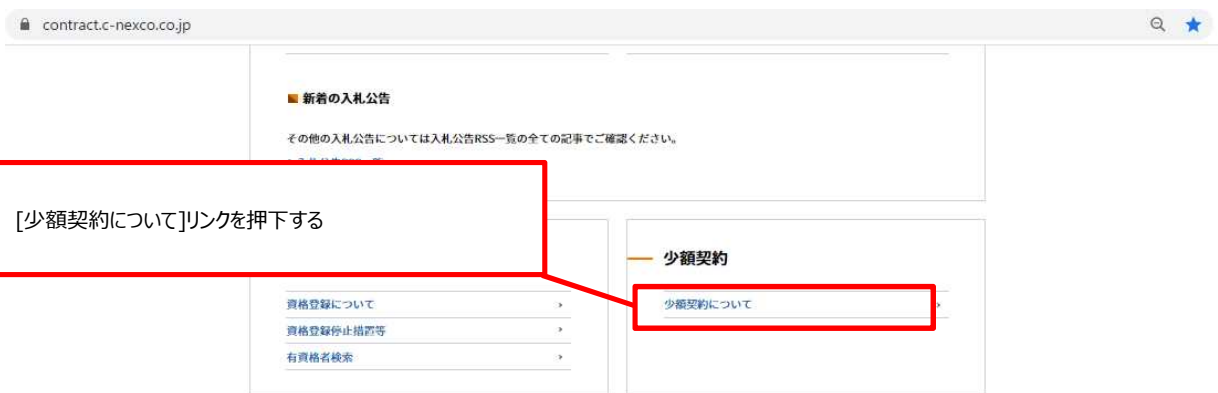 contract.c-nexco.co.jp
新着の入札公告
その他の入札公告については入札公告RSS一覧の全ての記事でご確認ください。
[少額契約について]リンクを押下する
少額契約
資格登録について
少額契約について
資格登録停止措置等
有資格者検索